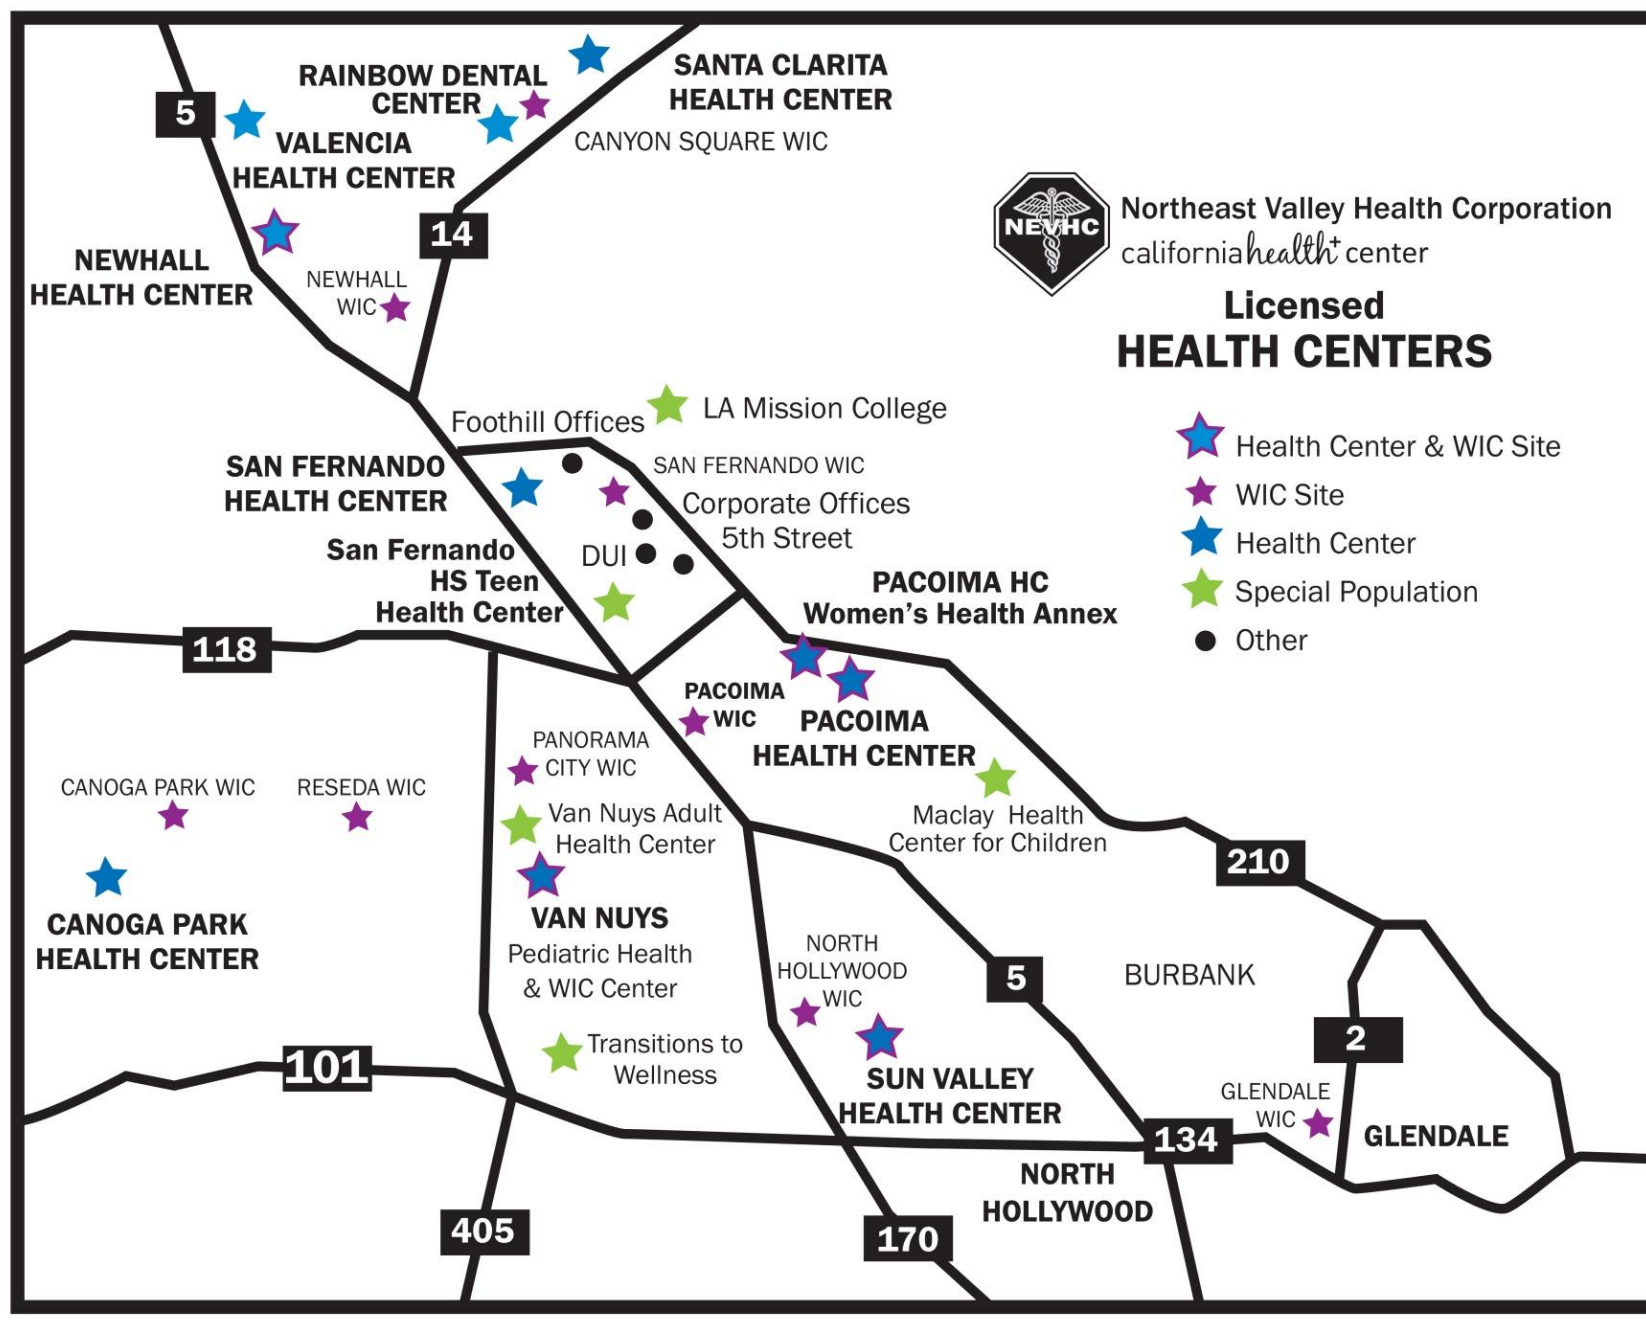 RAINBOW DENTAL
CENTER
SANTA CLARITA
HEALTH CENTER
CANYON SQUARE WIC
5
VALENCIA
HEALTH CENTER
14
NEWHALL
HEALTH CENTER
NEWHALL
WIC
NEVHC
Northeast Valley Health Corporation
californiahealth+ center
Licensed
HEALTH CENTERS
Health Center & WIC Site
WIC Site
Health Center
Special Population
Other
Foothill Offices
LA Mission College
SAN FERNANDO
HEALTH CENTER
SAN FERNANDO WIC
Corporate Offices
5th Street
DUI
San Fernando
HS Teen
Health Center
PACOIMA HC
Women's Health Annex
118
PACOIMA
WIC
PACOIMA
HEALTH CENTER
PANORAMA
CITY WIC
CANOGA PARK WIC
RESEDA WIC
Van Nuys Adult
Health Center
Maclay Health
Center for Children
210
CANOGA PARK
HEALTH CENTER
VAN NUYS
Pediatric Health
& WIC Center
NORTH
HOLLYWOOD
WIC
5
BURBANK
2
Transitions to
Wellness
101
SUN VALLEY
HEALTH CENTER
GLENDALE
WIC
134
GLENDALE
NORTH
HOLLYWOOD
405
170